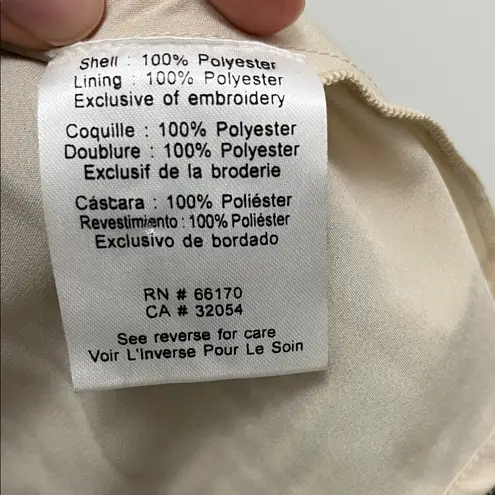 Shell : 100% Polyester
Lining : 100% Polyester
Exclusive of embroidery
Coquille : 100% Polyester
Doublure : 100% Polyester
Exclusif de la broderie
Cáscara : 100% Poliéster
Revestimiento : 100% Poliéster
Exclusivo de bordado
RN # 66170
CA # 32054
See reverse for care
Voir L'Inverse Pour Le Soin